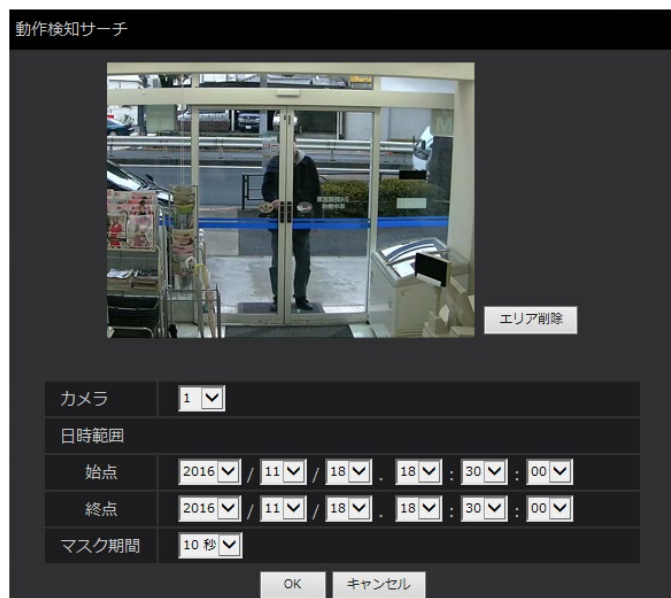 動作検知サーチ
エリア削除
カメラ 1
日時範囲
始点 2016 / 11 / 18 . 18 : 30 : 00
終点 2016 / 11 / 18 . 18 : 30 : 00
マスク期間 10 秒
OK キャンセル